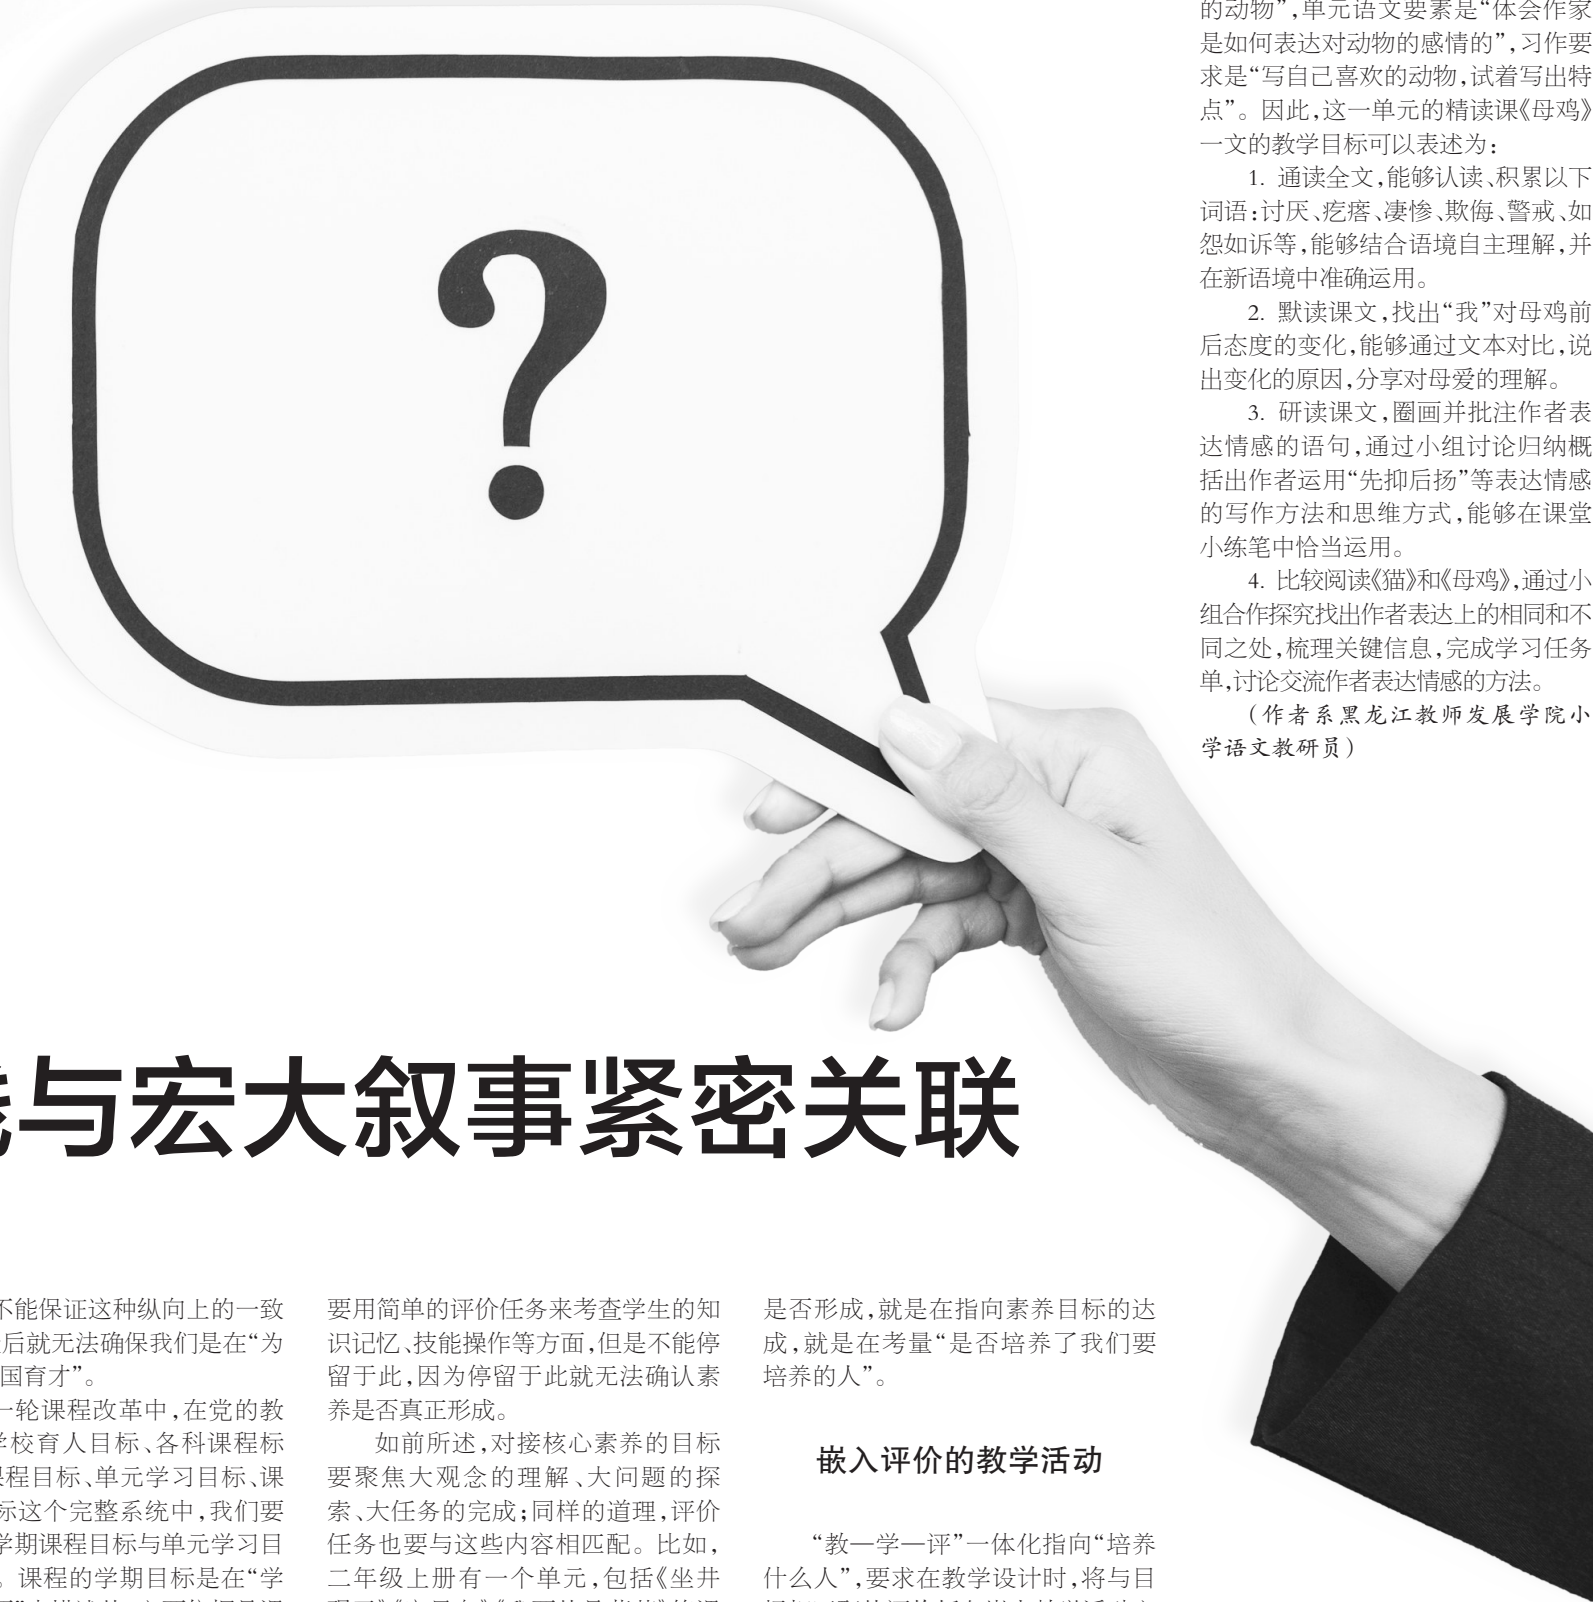 的动物”，单元语文要素是“体会作家
是如何表达对动物的感情的”，习作要
求是“写自己喜欢的动物，试着写出特
点”。因此，这一单元的精读课《母鸡》
一文的教学目标可以表述为：
1. 通读全文，能够认读、积累以下
词语：讨厌、疙瘩、凄惨、欺侮、警戒、如
怨如诉等，能够结合语境自主理解，并
在新语境中准确运用。
2. 默读课文，找出“我”对母鸡前
后态度的变化，能够通过文本对比，说
出变化的原因，分享对母爱的理解。
3. 研读课文，圈画并批注作者表
达情感的语句，通过小组讨论归纳概
括出作者运用“先抑后扬”等表达情感
的写作方法和思维方式，能够在课堂
小练笔中恰当运用。
4. 比较阅读《猫》和《母鸡》，通过小
组合作探究找出作者表达上的相同和不
同之处，梳理关键信息，完成学习任务
单，讨论交流作者表达情感的方法。
（作者系黑龙江教师发展学院小
学语文教研员）
?
与宏大叙事紧密关联
不能保证这种纵向上的一致
后就无法确保我们是在“为
国育才”。
一轮课程改革中，在党的教
学校育人目标、各科课程标
课程目标、单元学习目标、课
标这个完整系统中，我们要
学期课程目标与单元学习目
。课程的学期目标是在“学
要用简单的评价任务来考查学生的知
识记忆、技能操作等方面，但是不能停
留于此，因为停留于此就无法确认素
养是否真正形成。
如前所述，对接核心素养的目标
要聚焦大观念的理解、大问题的探
索、大任务的完成；同样的道理，评价
任务也要与这些内容相匹配。比如，
二年级上册有一个单元，包括《坐井
是否形成，就是在指向素养目标的达
成，就是在考量“是否培养了我们要
培养的人”。
嵌入评价的教学活动
“教—学—评”一体化指向“培养
什么人”，要求在教学设计时，将与目